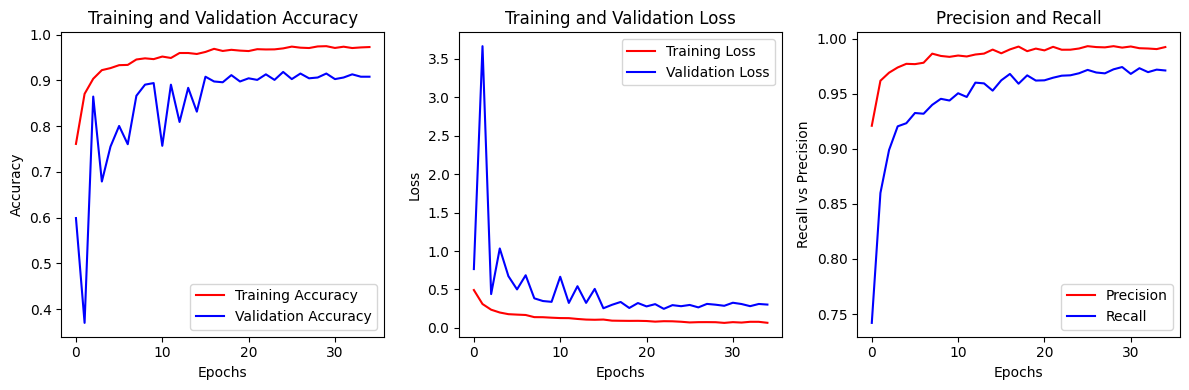 Training and Validation Accuracy
1.0
0.9
0.8
0.7
0.6
0.5
0.4
Accuracy
0 10 20 30
Epochs
Training Accuracy
Validation Accuracy
Training and Validation Loss
3.5
3.0
2.5
2.0
1.5
1.0
0.5
0.0
Loss
0 10 20 30
Epochs
Training Loss
Validation Loss
Precision and Recall
1.00
0.95
0.90
0.85
0.80
0.75
Recall vs Precision
0 10 20 30
Epochs
Precision
Recall